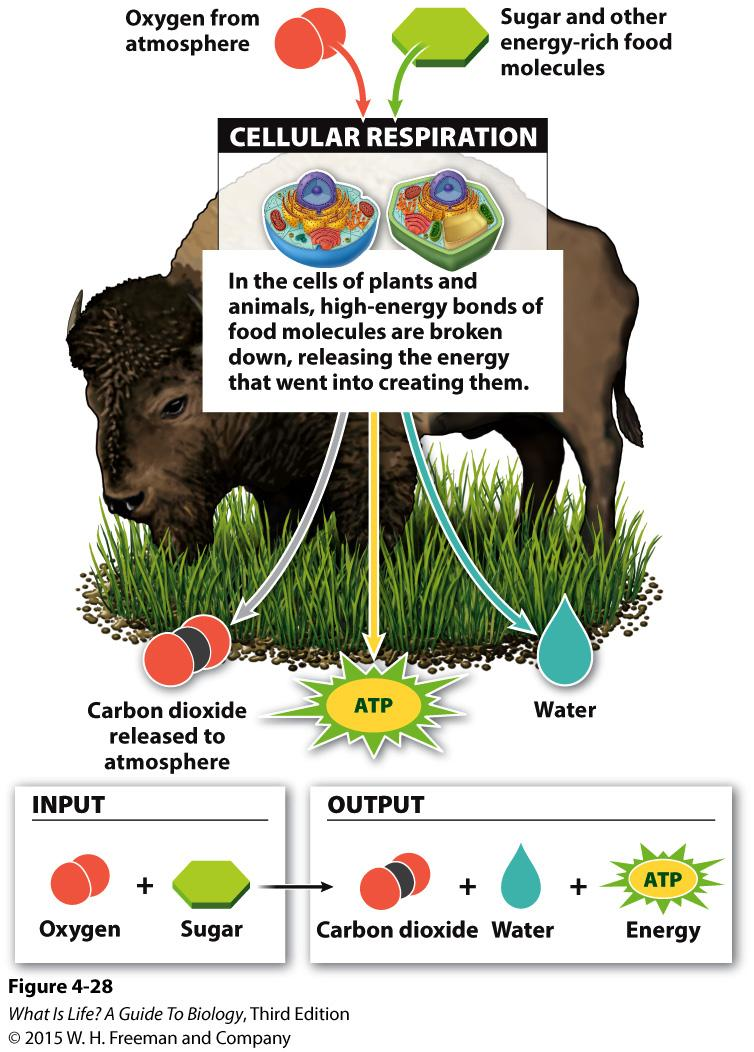 Oxygen from
atmosphere
Sugar and other
energy-rich food
molecules
CELLULAR RESPIRATION
In the cells of plants and
animals, high-energy bonds of
food molecules are broken
down, releasing the energy
that went into creating them.
Carbon dioxide
released to
atmosphere
ATP
Water
INPUT
+
Oxygen
Sugar
OUTPUT
+
+
ATP
Carbon dioxide
Water
Energy
Figure 4-28
What Is Life? A Guide To Biology, Third Edition
© 2015 W. H. Freeman and Company